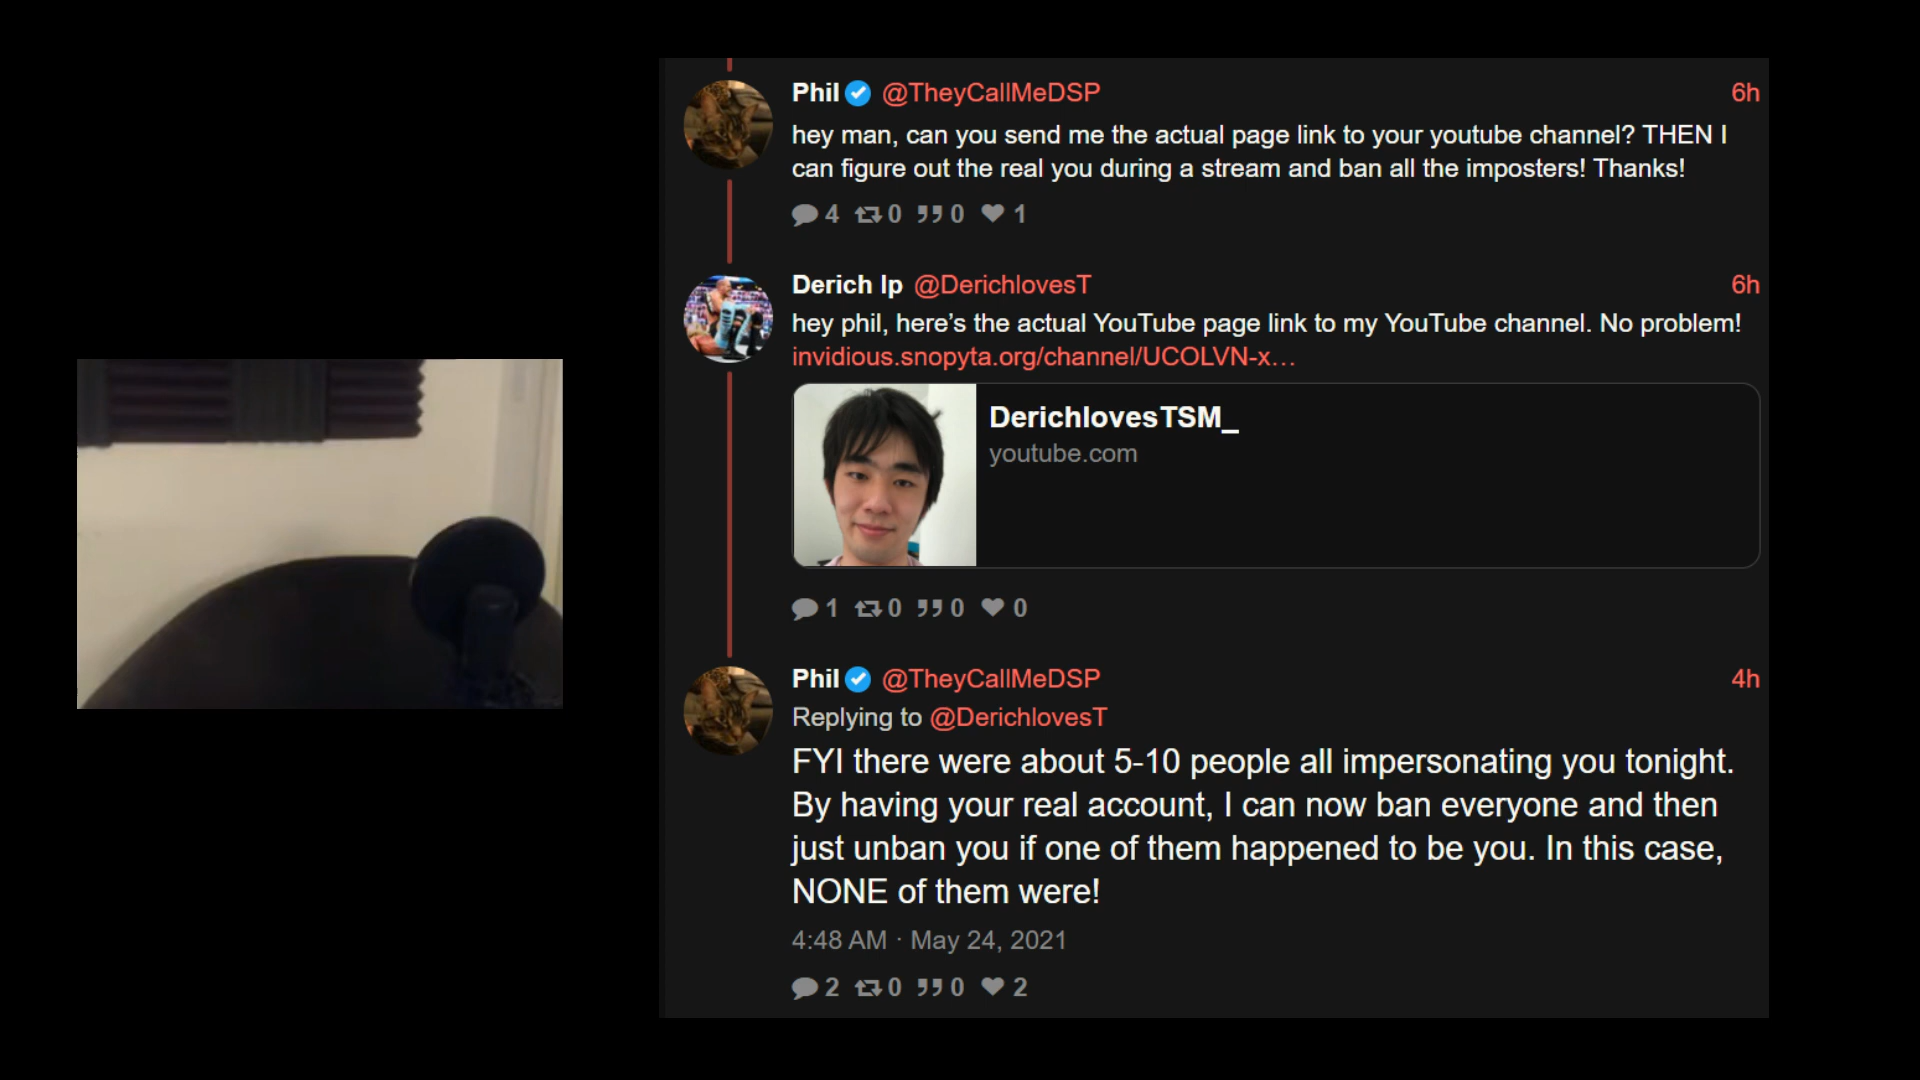 Phil @TheyCallMeDSP 6h
hey man, can you send me the actual page link to your youtube channel? THEN I
can figure out the real you during a stream and ban all the imposters! Thanks!
4 0 0 1
Derich Ip @DerichlovesT 6h
hey phil, here’s the actual YouTube page link to my YouTube channel. No problem!
invidious.snopyta.org/channel/UCOLVN-x…
DerichlovesTSM_
youtube.com
1 0 0 0
Phil @TheyCallMeDSP 4h
Replying to @DerichlovesT
FYI there were about 5-10 people all impersonating you tonight.
By having your real account, I can now ban everyone and then
just unban you if one of them happened to be you. In this case,
NONE of them were!
4:48 AM · May 24, 2021
2 0 0 2